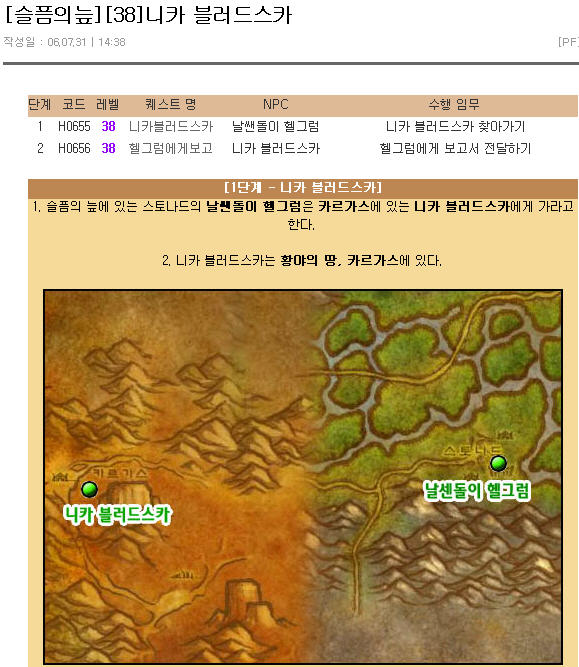 [슬픔의늪][38]니카 블러드스카
작성일 : 06.07.31 | 14:38 [PF]
단계 코드 레벨 퀘스트 명 NPC 수행 임무
1 H0655 38 니카블러드스카 날쌘돌이 헬그럼 니카 블러드스카 찾아가기
2 H0656 38 헬그럼에게보고 니카 블러드스카 헬그럼에게 보고서 전달하기
[1단계 - 니카 블러드스카]
1. 슬픔의 늪에 있는 스토나드의 날쌘돌이 헬그럼은 카르가스에 있는 니카 블러드스카에게 가라고
한다.
2. 니카 블러드스카는 황야의 땅, 카르가스에 있다.
스토나드
카르가스
날센돌이 헬그럼
니카 블러드스카